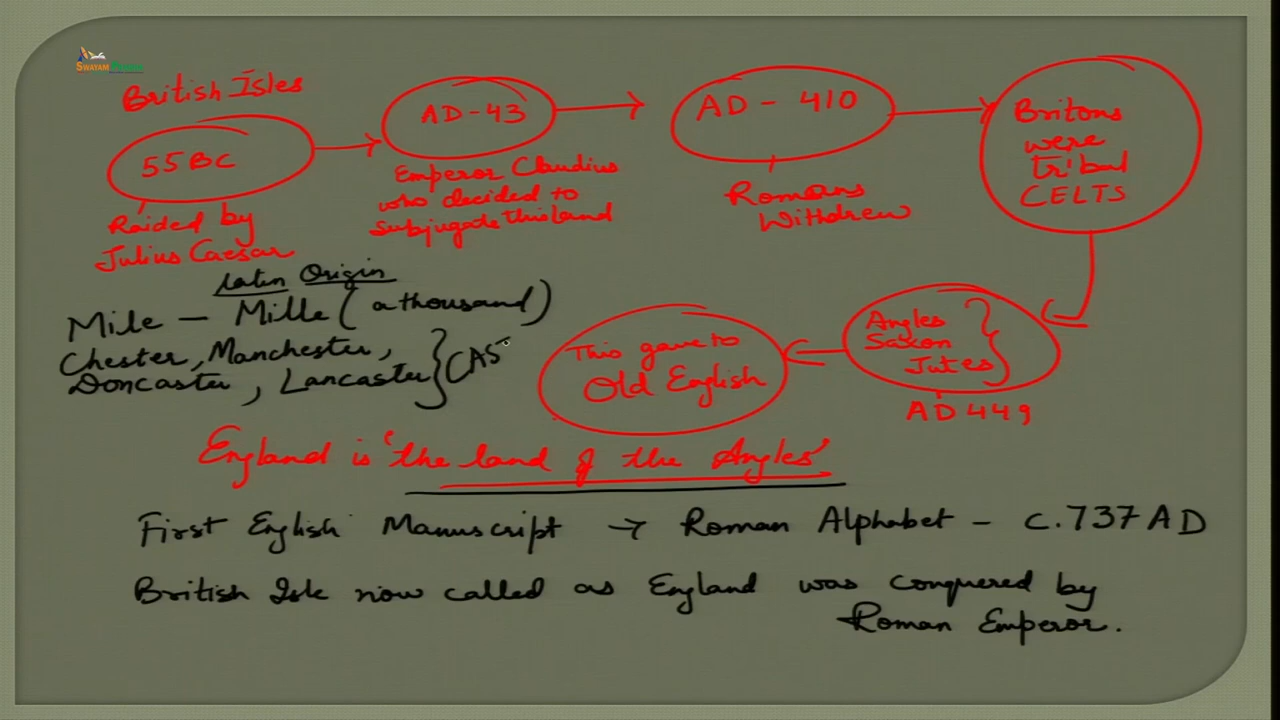 SWAYAM PRABHA
British Isles
55 BC
Raided by
Julius Caesar
AD-43
Emperor Claudius
who decided to
Subjugate this land
AD - 410
Romans
Withdrew
Britons
were
tribal
CELTS
Angles
Saxon
Jutes
AD 449
This gave to
Old English
Latin Origin
Mile - Mille (a thousand)
Chester, Manchester,
Doncaster, Lancaster } (CAS
England is 'the land of the Angles'
First English Manuscript → Roman Alphabet - c.737 AD
British Isle now called as England was conquered by
Roman Emperor.